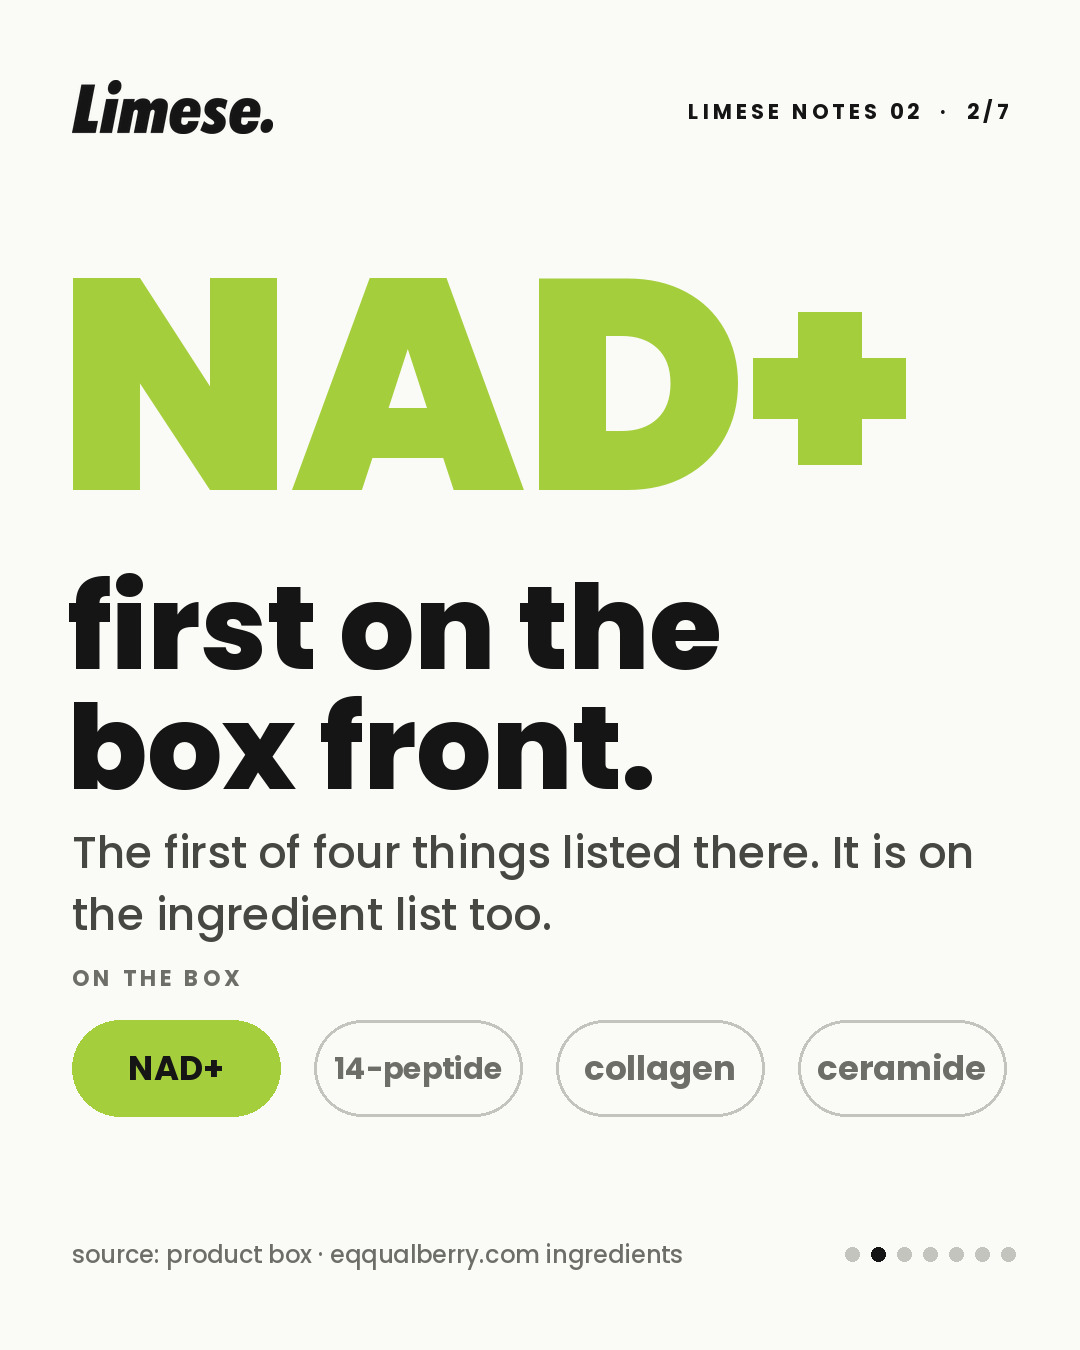 Limese.
LIMESE NOTES 02 · 2/7
NAD+
first on the
box front.
The first of four things listed there. It is on
the ingredient list too.
ON THE BOX
NAD+
14-peptide
collagen
ceramide
source: product box · eqqualberry.com ingredients